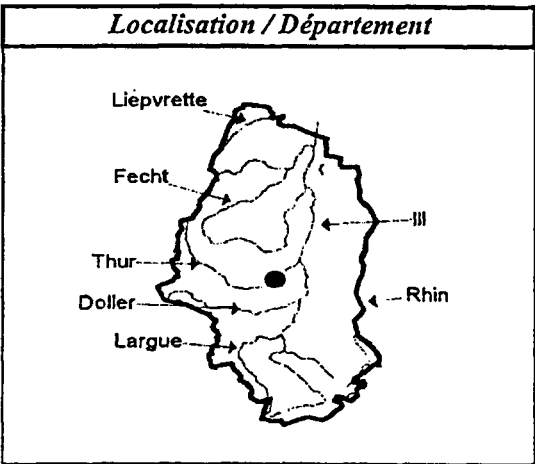 Localisation / Département
Liepvrette
Fecht
Ill
Thur
Rhin
Doller
Largue